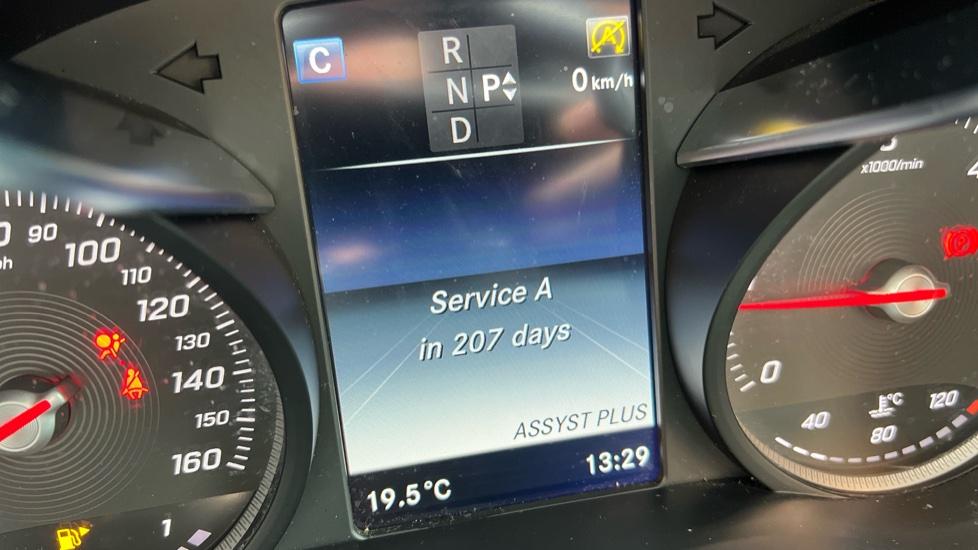 C
R
N P
D
A
0 km/h
90
100
110
120
130
140
150
160
1
Service A
in 207 days
ASSYST PLUS
19.5°C
13:29
x1000/min
0
40
°C
80
120